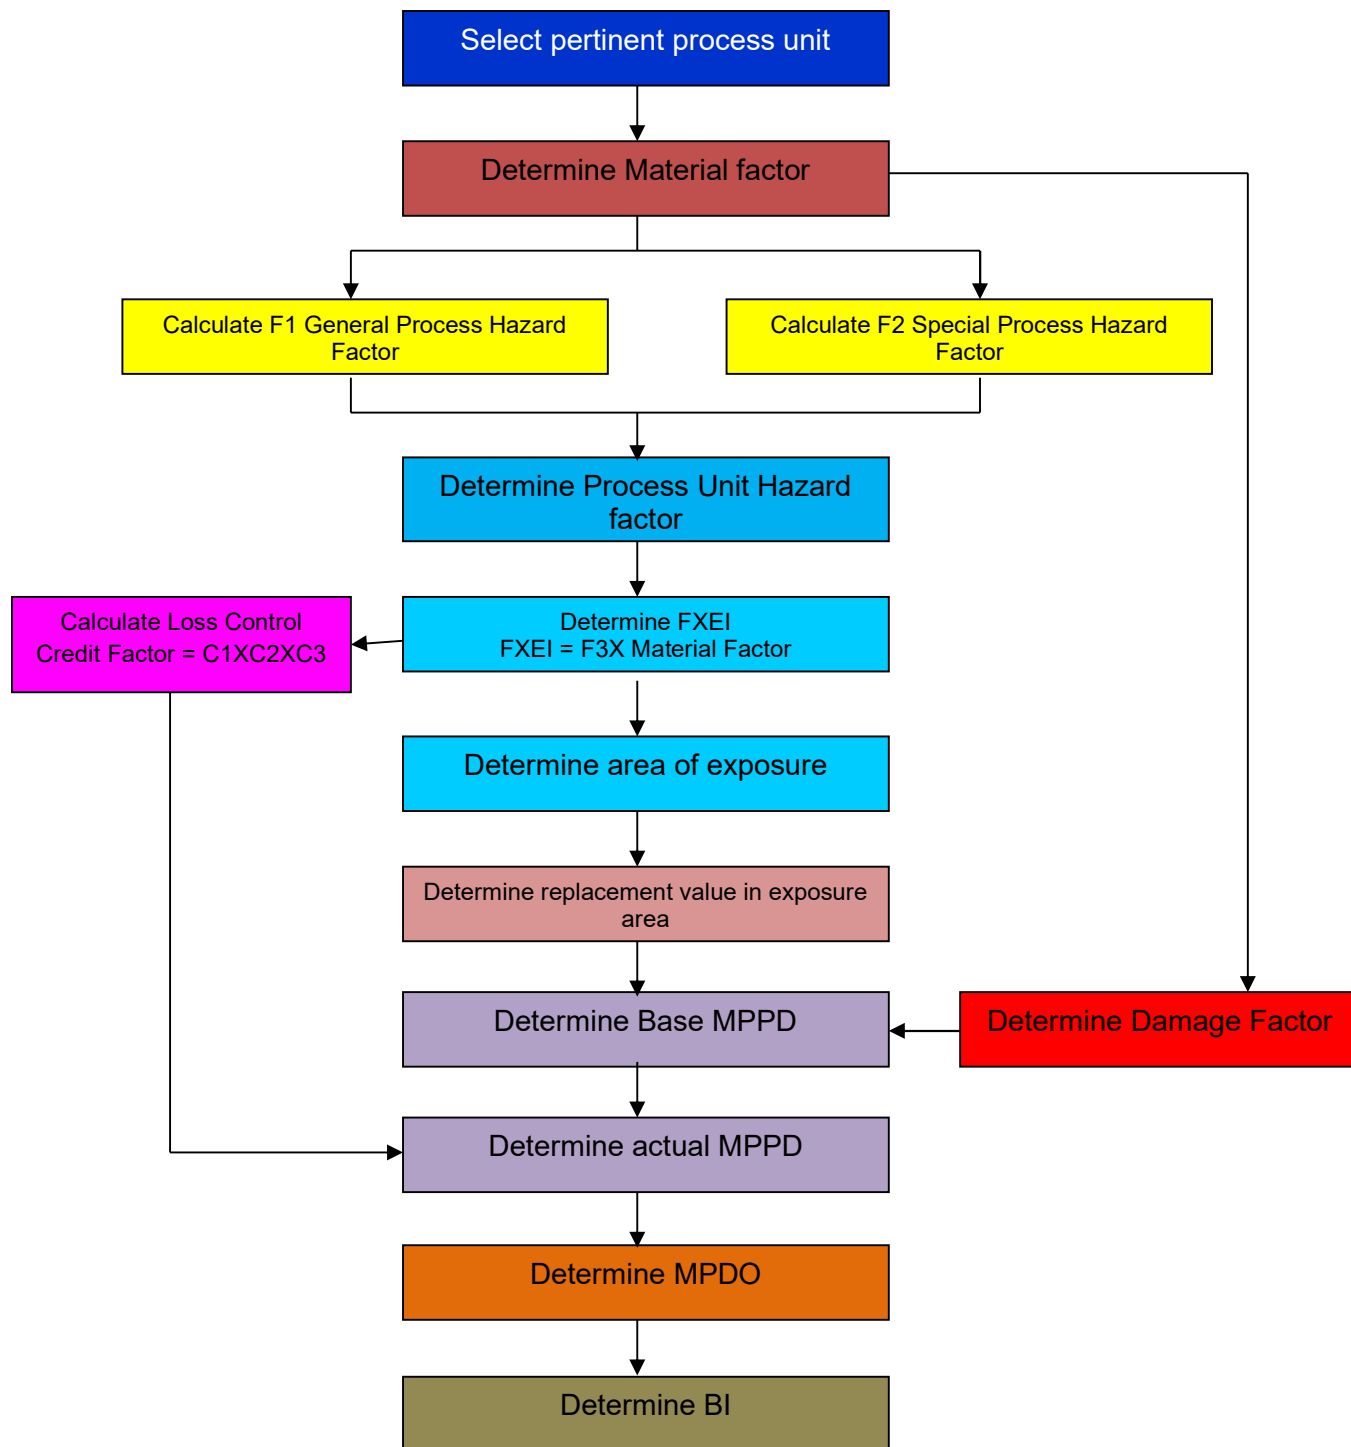 Select pertinent process unit
Determine Material factor
Calculate F1 General Process Hazard
Factor
Calculate F2 Special Process Hazard
Factor
Determine Process Unit Hazard
factor
Calculate Loss Control
Credit Factor = C1XC2XC3
Determine FXEI
FXEI = F3X Material Factor
Determine area of exposure
Determine replacement value in exposure
area
Determine Base MPPD
Determine Damage Factor
Determine actual MPPD
Determine MPDO
Determine BI